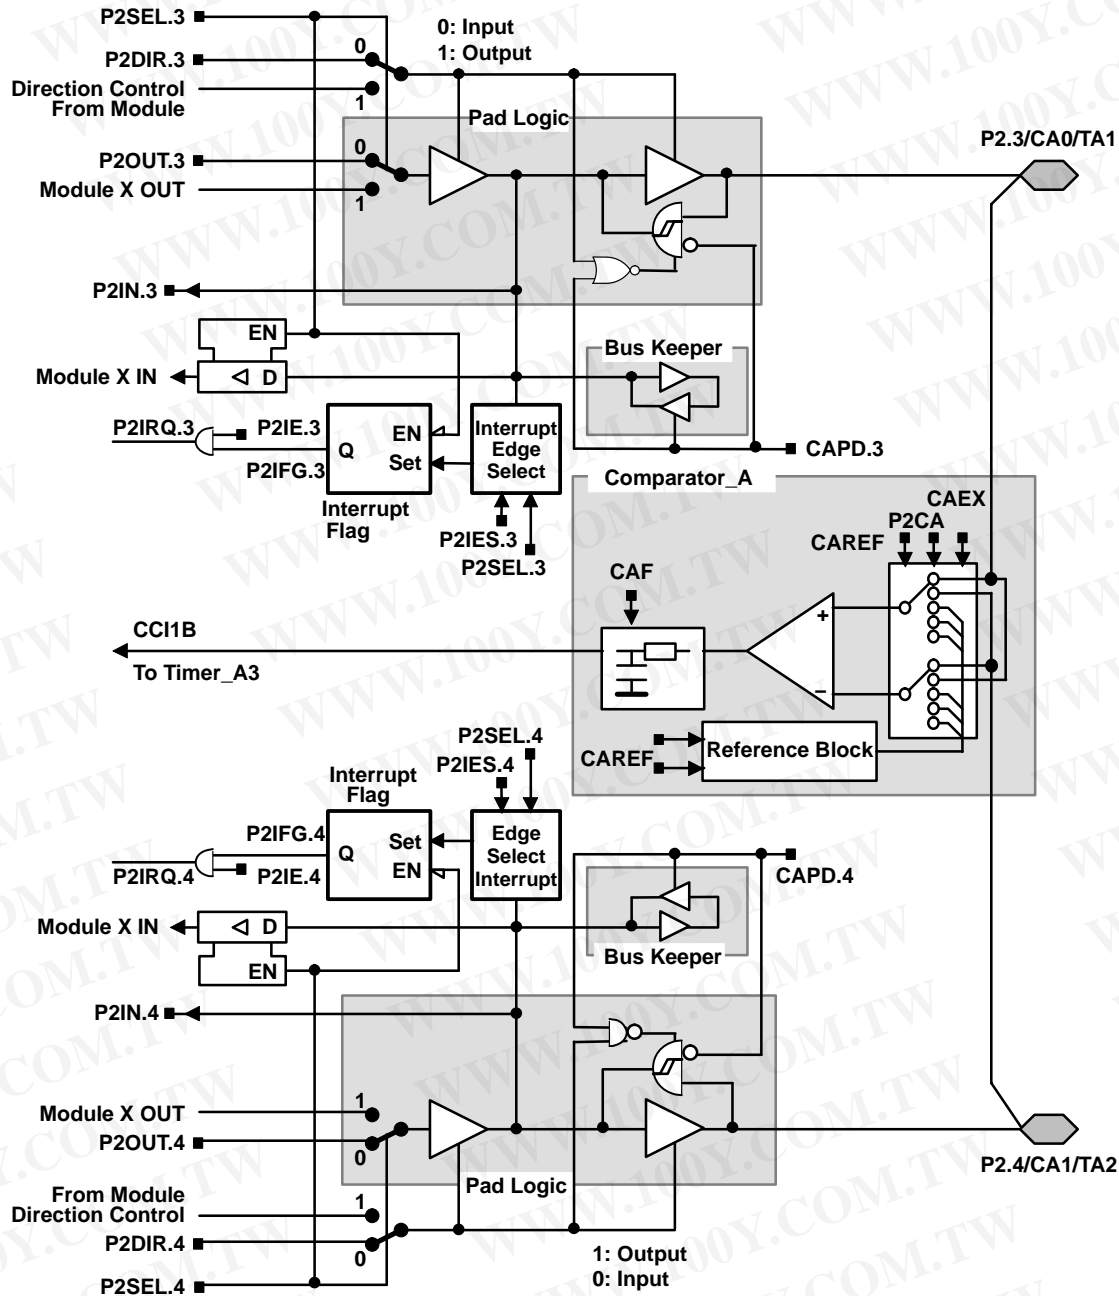 P2SEL.3
0: Input
1: Output
P2DIR.3
0
Direction Control
From Module
1
Pad Logic
P2.3/CA0/TA1
P2OUT.3
0
Module X OUT
1
P2IN.3
EN
Bus Keeper
Module X IN
D
P2IRQ.3
P2IE.3
P2IFG.3
Q
EN
Set
Interrupt
Edge
Select
CAPD.3
Interrupt
Flag
P2IES.3
P2SEL.3
Comparator_A
CAEX
P2CA
CAREF
CAF
CCI1B
To Timer_A3
+
−
P2SEL.4
P2IES.4
CAREF
Reference Block
Interrupt
Flag
P2IFG.4
P2IRQ.4
P2IE.4
Q
Set
EN
Edge
Select
Interrupt
CAPD.4
Module X IN
D
EN
Bus Keeper
P2IN.4
Module X OUT
1
P2OUT.4
0
P2.4/CA1/TA2
Pad Logic
From Module
Direction Control
1
P2DIR.4
0
1: Output
0: Input
P2SEL.4
WWW.100Y.COM.TW